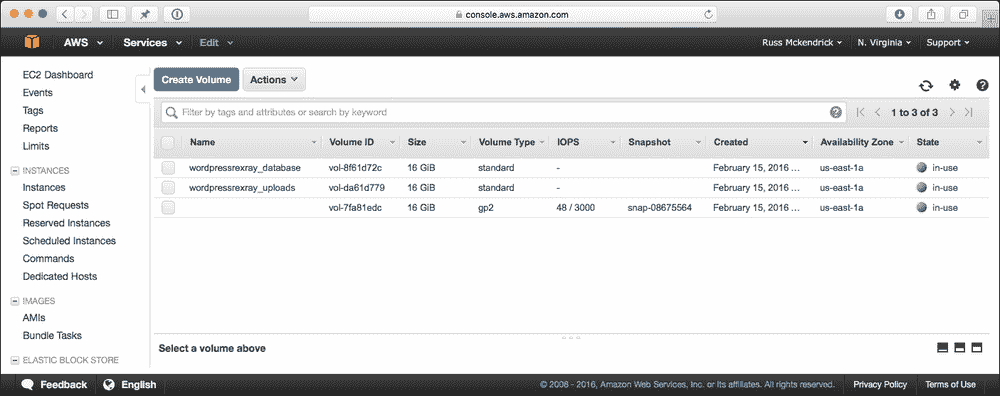 console.aws.amazon.com
AWS Services Edit Russ Mckendrick N. Virginia Support
EC2 Dashboard
Events
Tags
Reports
Limits
INSTANCES
Instances
Spot Requests
Reserved Instances
Scheduled Instances
Commands
Dedicated Hosts
IMAGES
AMIs
Bundle Tasks
ELASTIC BLOCK STORE
Create Volume Actions
Filter by tags and attributes or search by keyword 1 to 3 of 3
Name Volume ID Size Volume Type IOPS Snapshot Created Availability Zone State
wordpressrexray_database vol-8f61d72c 16 GiB standard - February 15, 2016 ... us-east-1a in-use
wordpressrexray_uploads vol-da61d779 16 GiB standard - February 15, 2016 ... us-east-1a in-use
vol-7fa81edc 16 GiB gp2 48 / 3000 snap-08675564 February 15, 2016 ... us-east-1a in-use
Select a volume above
Feedback English © 2008 - 2016, Amazon Web Services, Inc. or its affiliates. All rights reserved. Privacy Policy Terms of Use